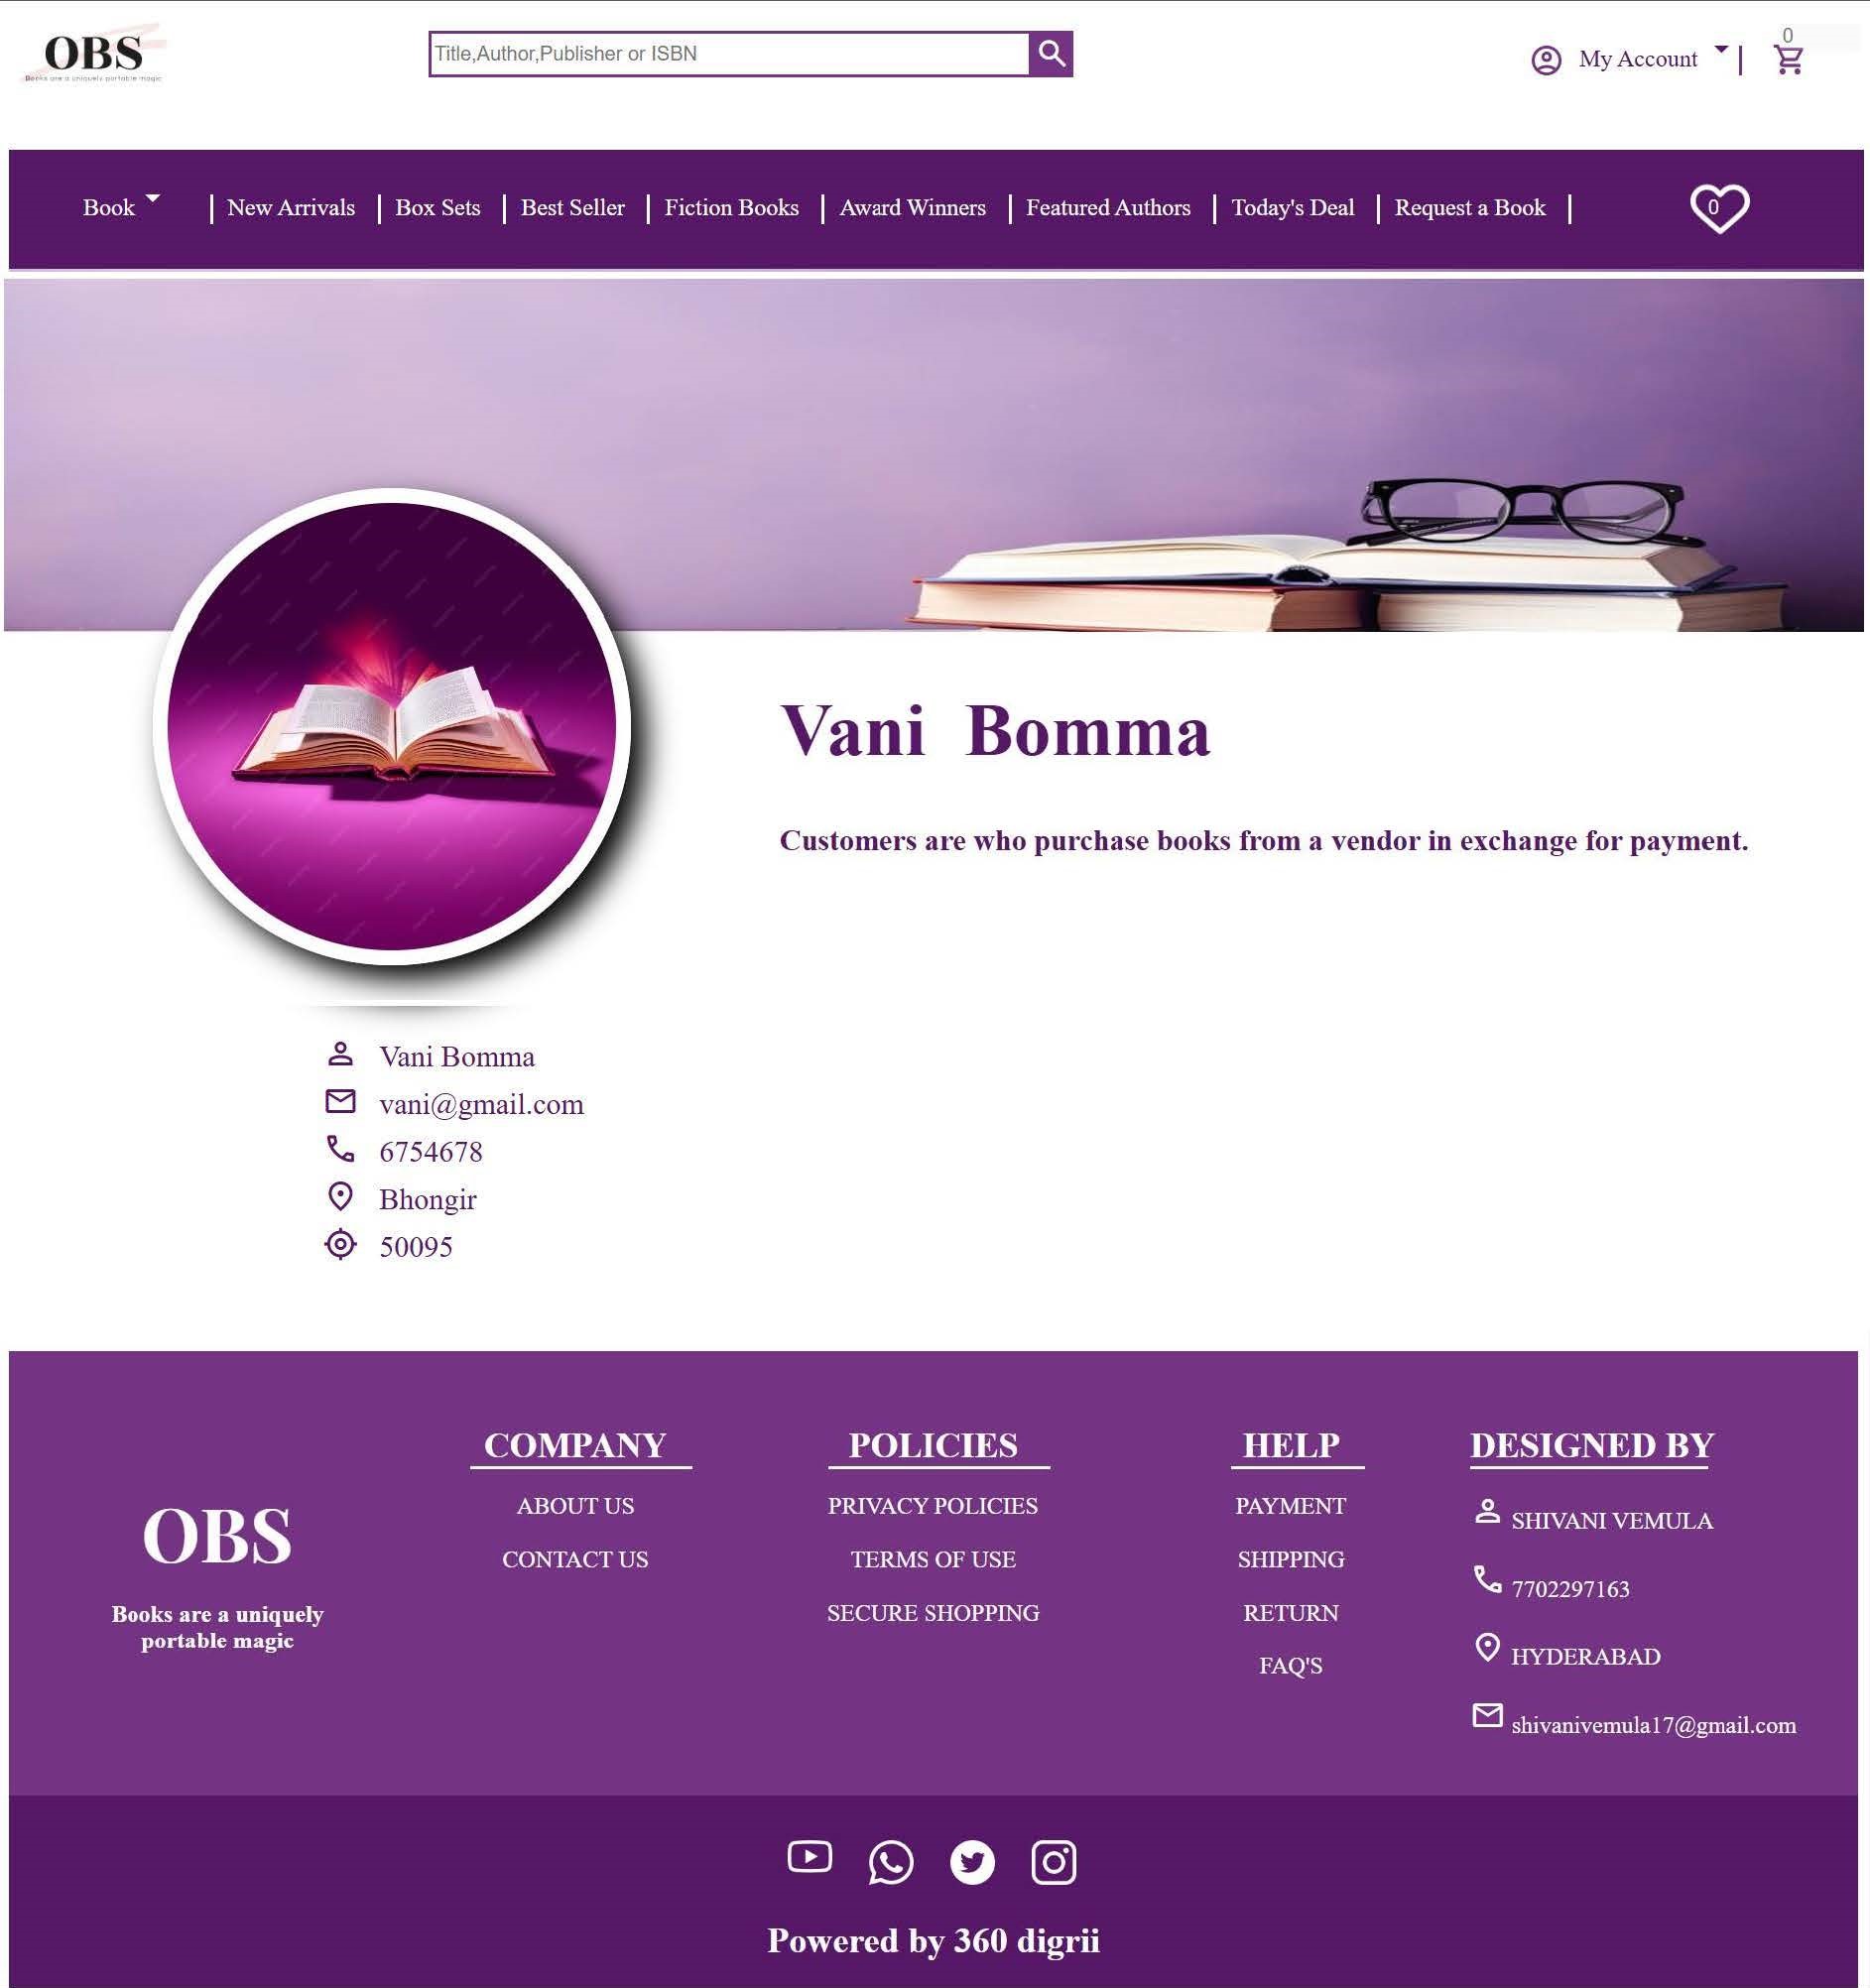 OBS
Books are a uniquely portable magic
Title,Author,Publisher or ISBN
My Account
0
Book
New Arrivals
Box Sets
Best Seller
Fiction Books
Award Winners
Featured Authors
Today's Deal
Request a Book
0
Vani Bomma
Customers are who purchase books from a vendor in exchange for payment.
Vani Bomma
vani@gmail.com
6754678
Bhongir
50095
OBS
Books are a uniquely
portable magic
COMPANY
ABOUT US
CONTACT US
POLICIES
PRIVACY POLICIES
TERMS OF USE
SECURE SHOPPING
HELP
PAYMENT
SHIPPING
RETURN
FAQ'S
DESIGNED BY
SHIVANI VEMULA
7702297163
HYDERABAD
shivanivemula17@gmail.com
Powered by 360 digrii